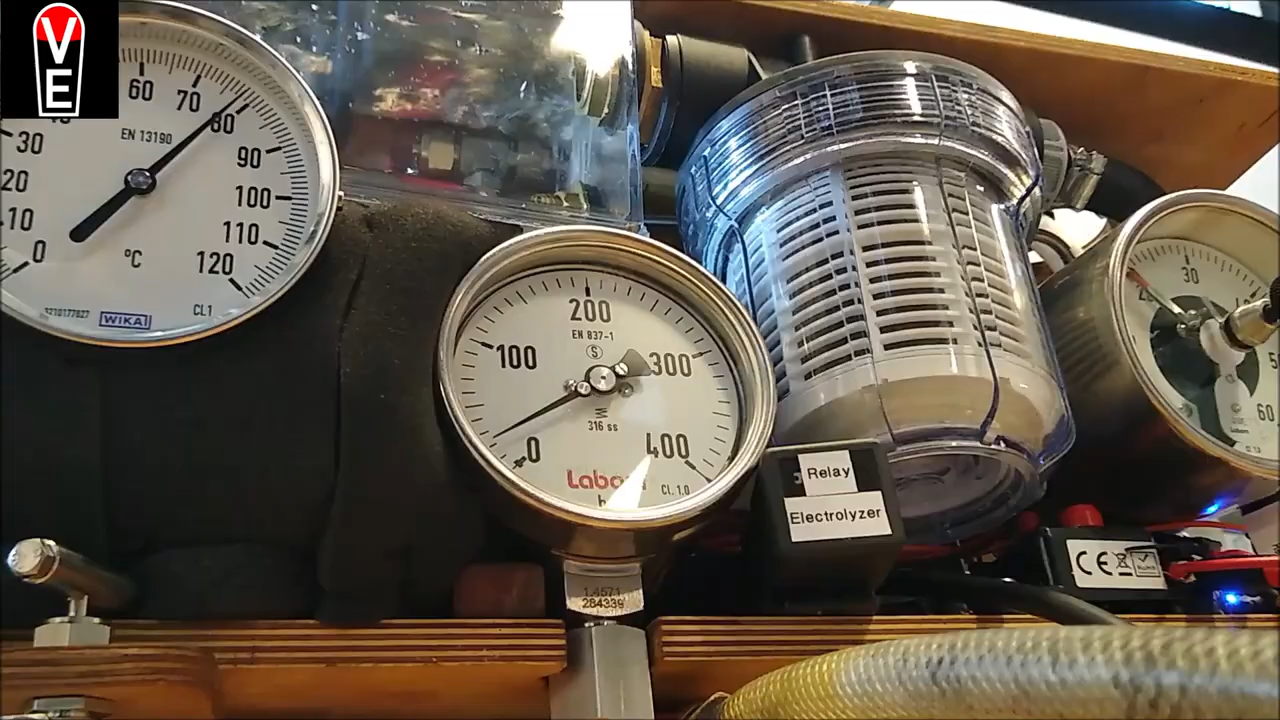 VE
60
70
80
30
EN 13190
90
20
100
10
110
0
°C
120
CL1
WIKA
200
EN 837-1
S
100
300
316 ss
0
400
CL. 1.0
1.4571
284339
Relay
Electrolyzer
30
60
CE